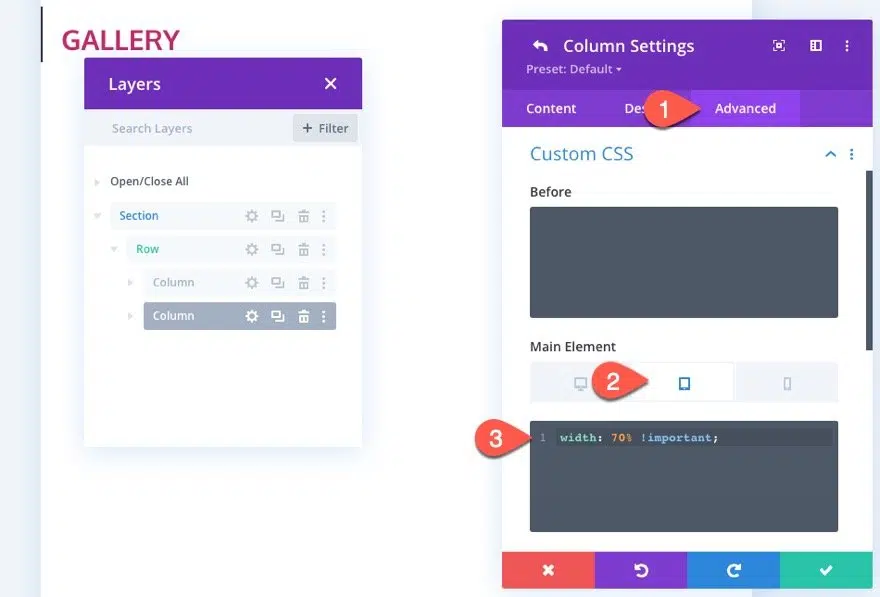 GALLERY
Layers
Search Layers
+ Filter
Open/Close All
Section
Row
Column
Column
Column Settings
Preset: Default
Content
1
Advanced
Custom CSS
Before
Main Element
2
3
1 width: 70% !important;